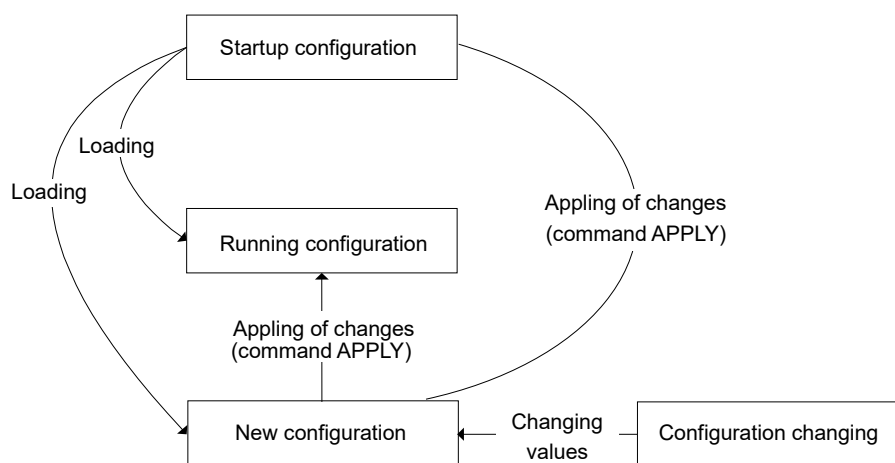 Startup configuration
Loading
Loading
Appling of changes
(command APPLY)
Running configuration
Appling of changes
(command APPLY)
New configuration
Changing
values
Configuration changing